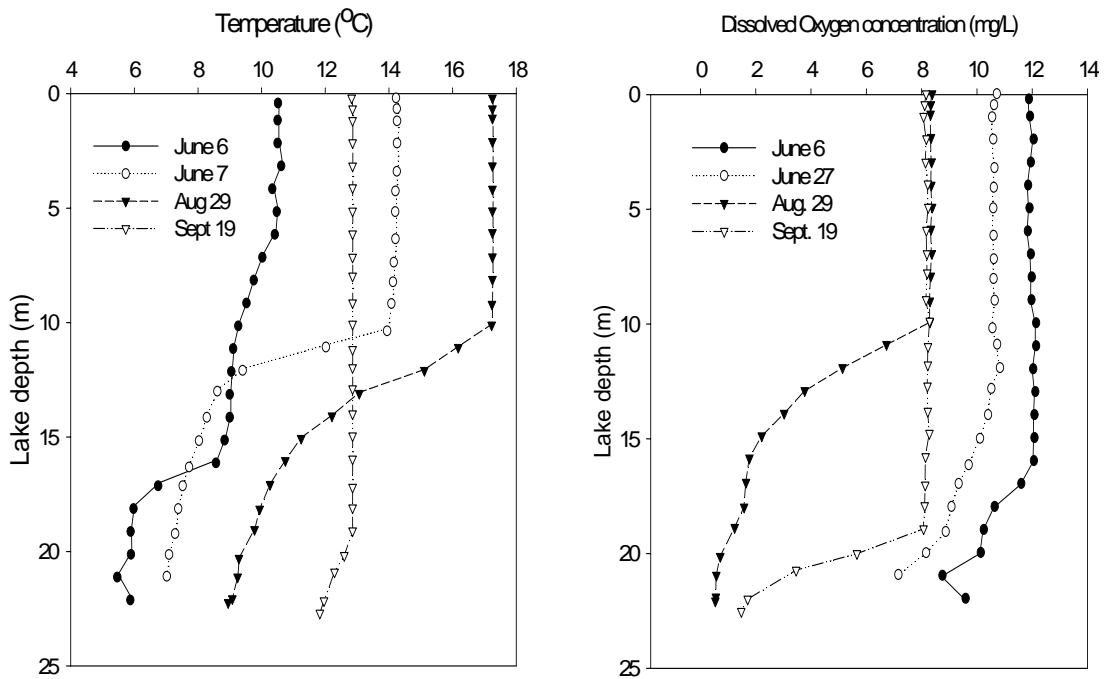 Temperature (°C)
4 6 8 10 12 14 16 18
0
5
10
15
20
25
Lake depth (m)
June 6
June 7
Aug 29
Sept 19
Dissolved Oxygen concentration (mg/L)
0 2 4 6 8 10 12 14
0
5
10
15
20
25
Lake depth (m)
June 6
June 27
Aug. 29
Sept. 19